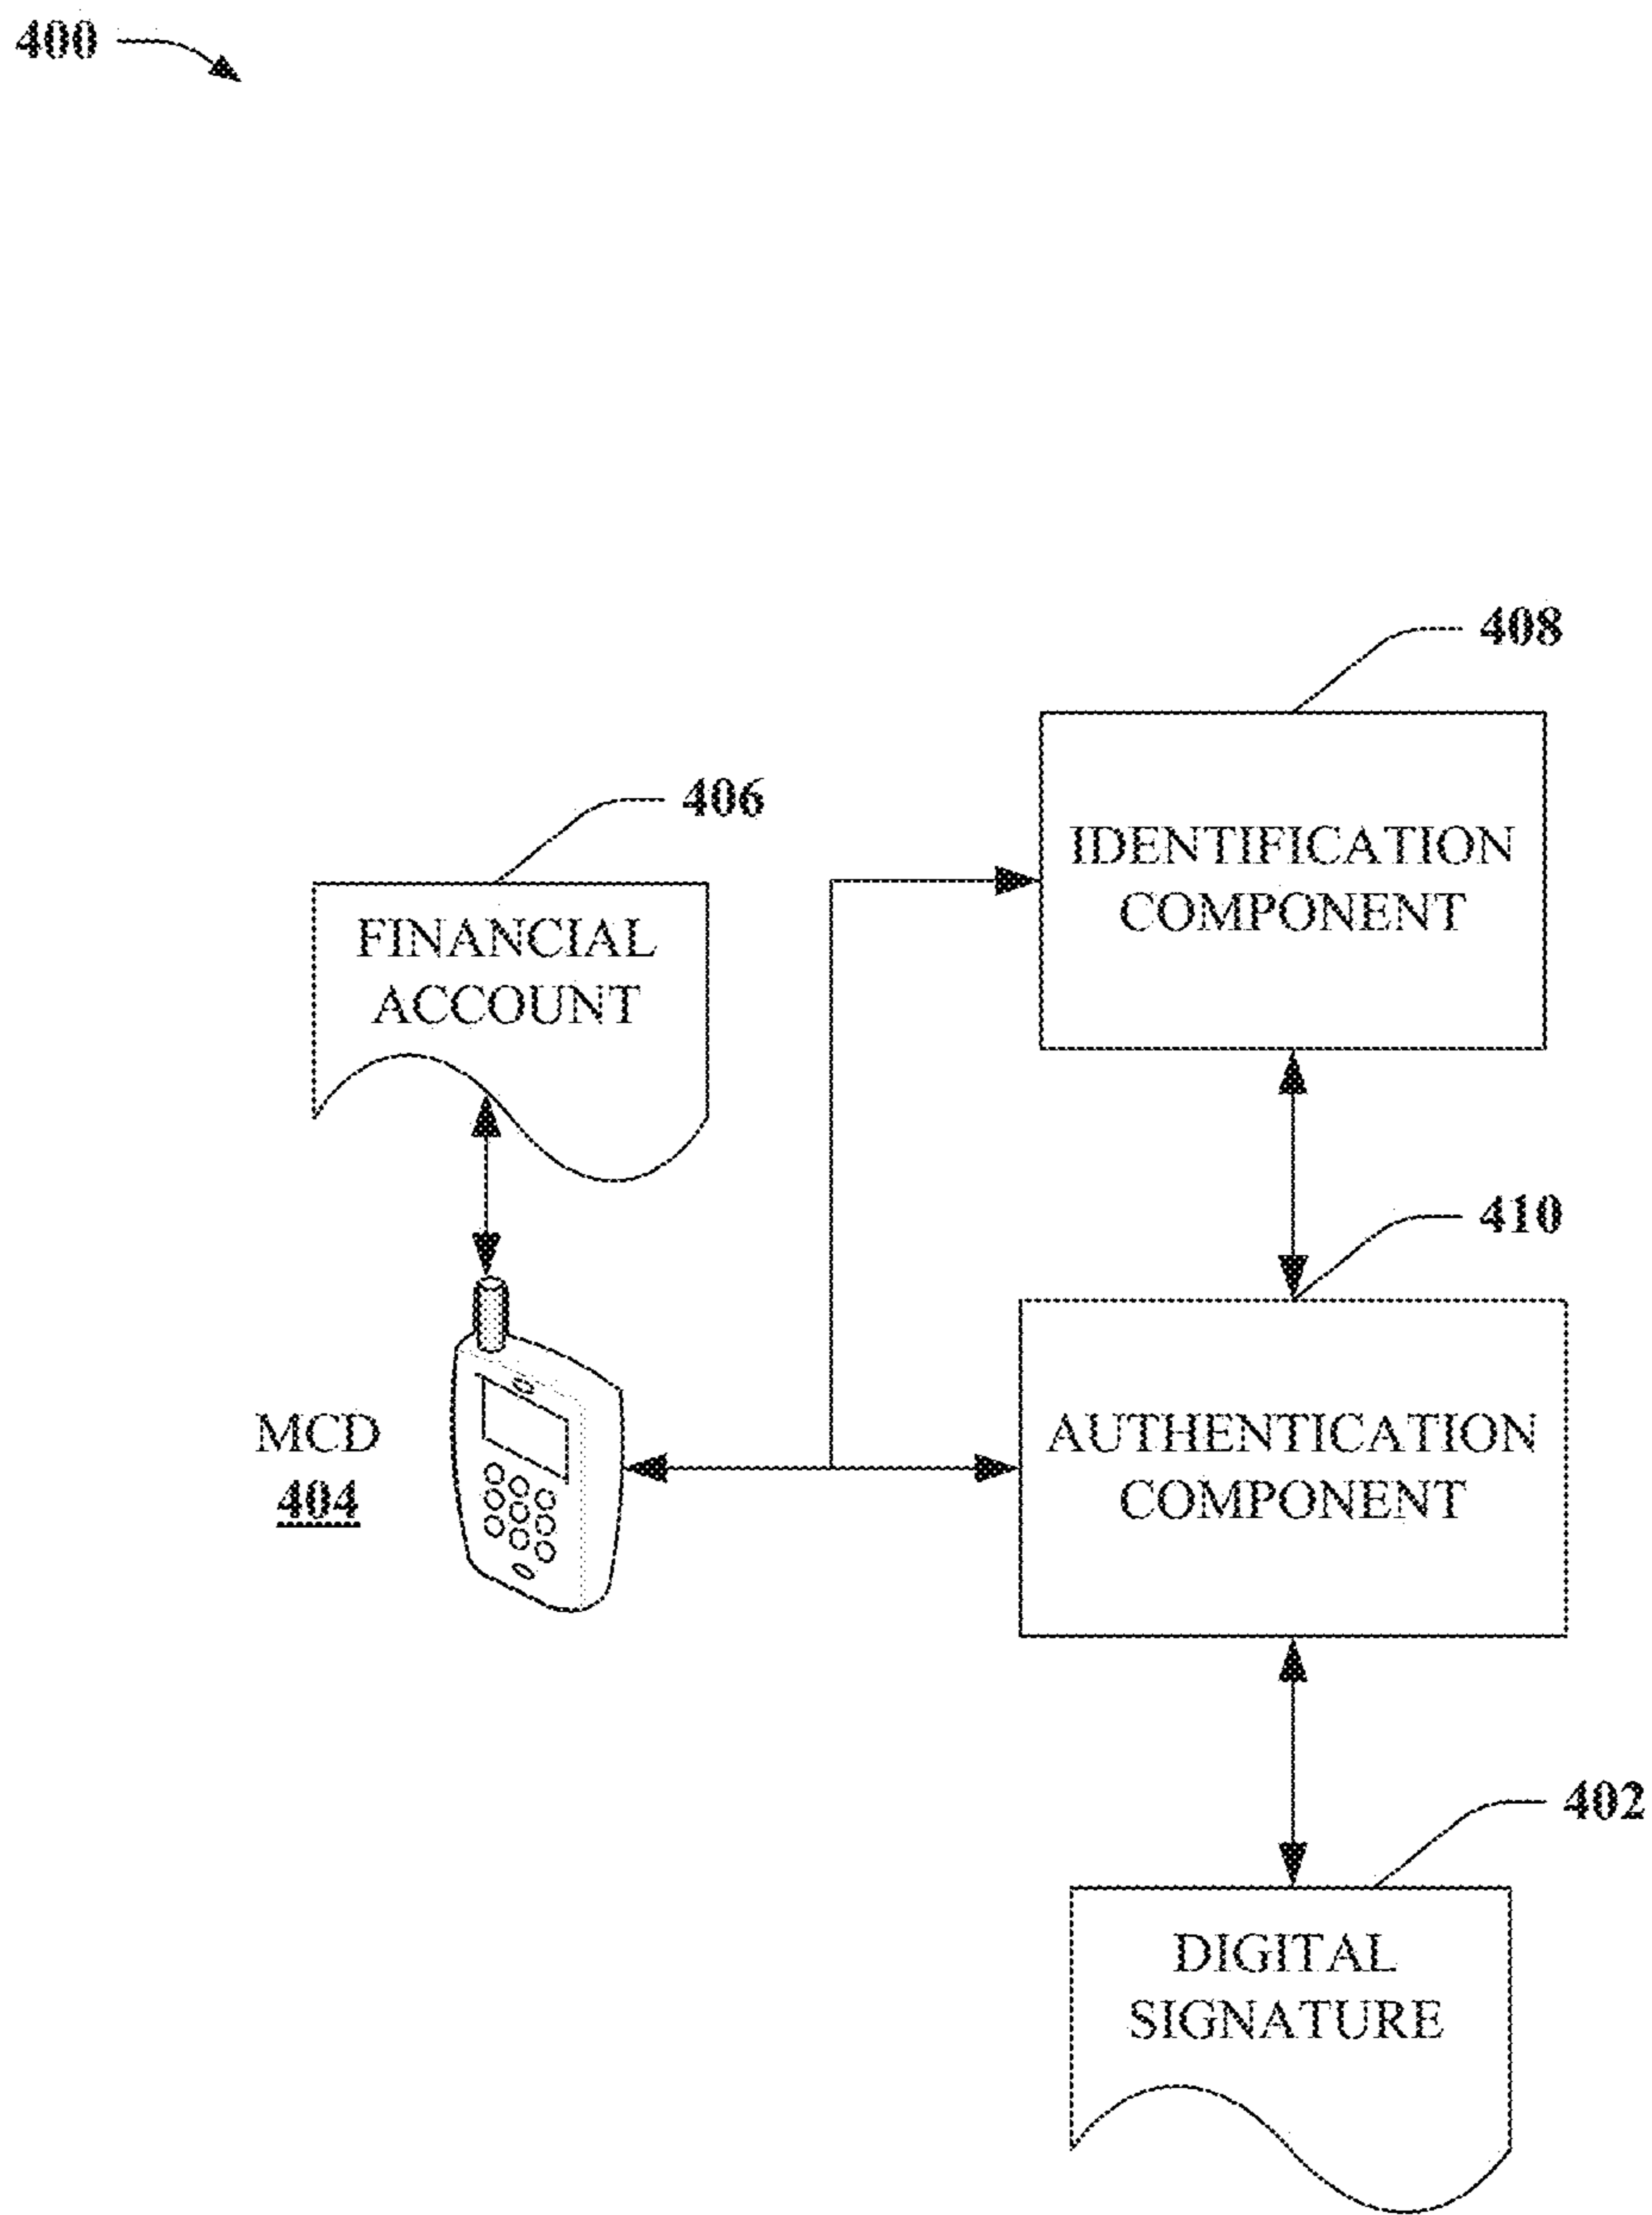 400
408
IDENTIFICATION
COMPONENT
406
FINANCIAL
ACCOUNT
410
MCD
404
AUTHENTICATION
COMPONENT
402
DIGITAL
SIGNATURE